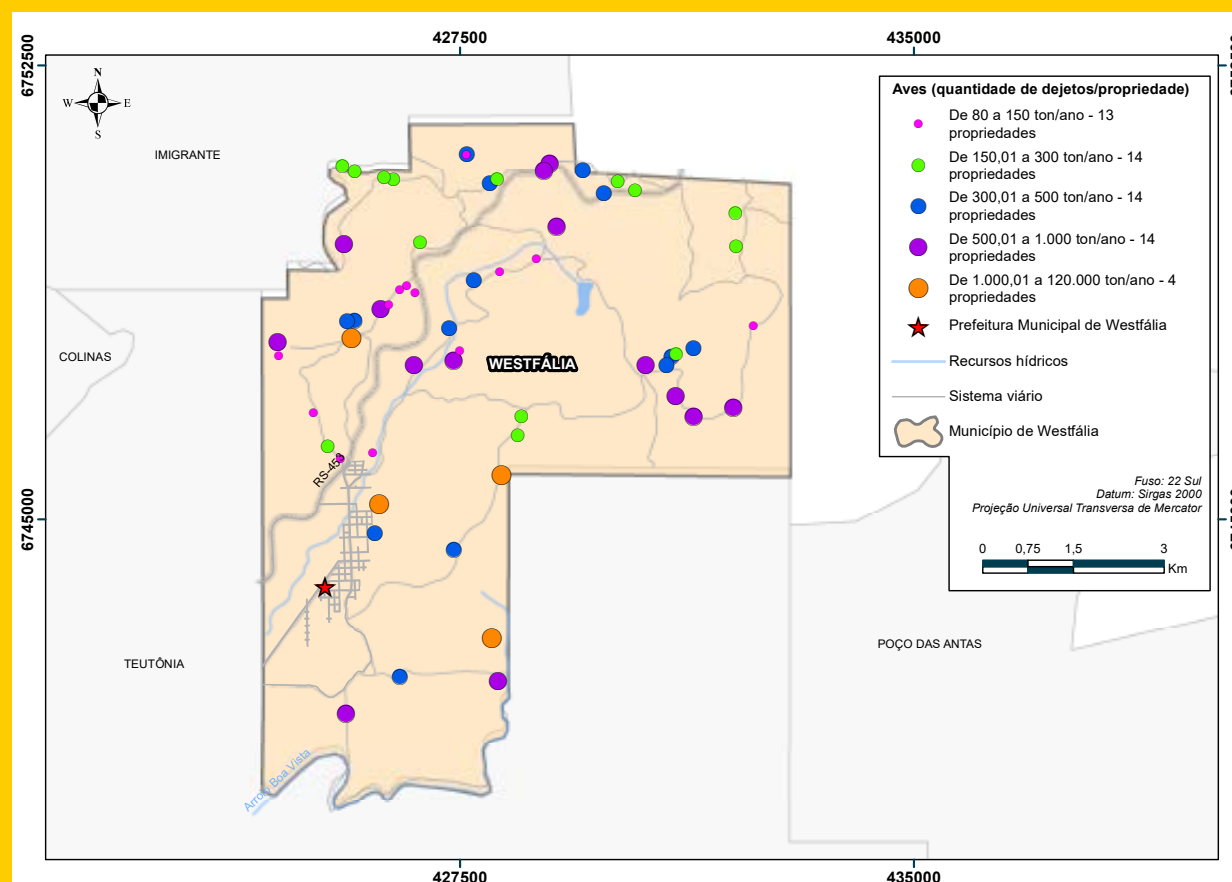 427500
435000
6752500
N
W
E
S
IMIGRANTE
COLINAS
WESTFÁLIA
RS-453
6745000
TEUTÔNIA
POÇO DAS ANTAS
Arroio Boa Vista
Aves (quantidade de dejetos/propriedade)
De 80 a 150 ton/ano - 13
propriedades
De 150,01 a 300 ton/ano - 14
propriedades
De 300,01 a 500 ton/ano - 14
propriedades
De 500,01 a 1.000 ton/ano - 14
propriedades
De 1.000,01 a 120.000 ton/ano - 4
propriedades
Prefeitura Municipal de Westfália
Recursos hídricos
Sistema viário
Município de Westfália
Fuso: 22 Sul
Datum: Sirgas 2000
Projeção Universal Transversa de Mercator
0 0,75 1,5 3
Km
427500
435000